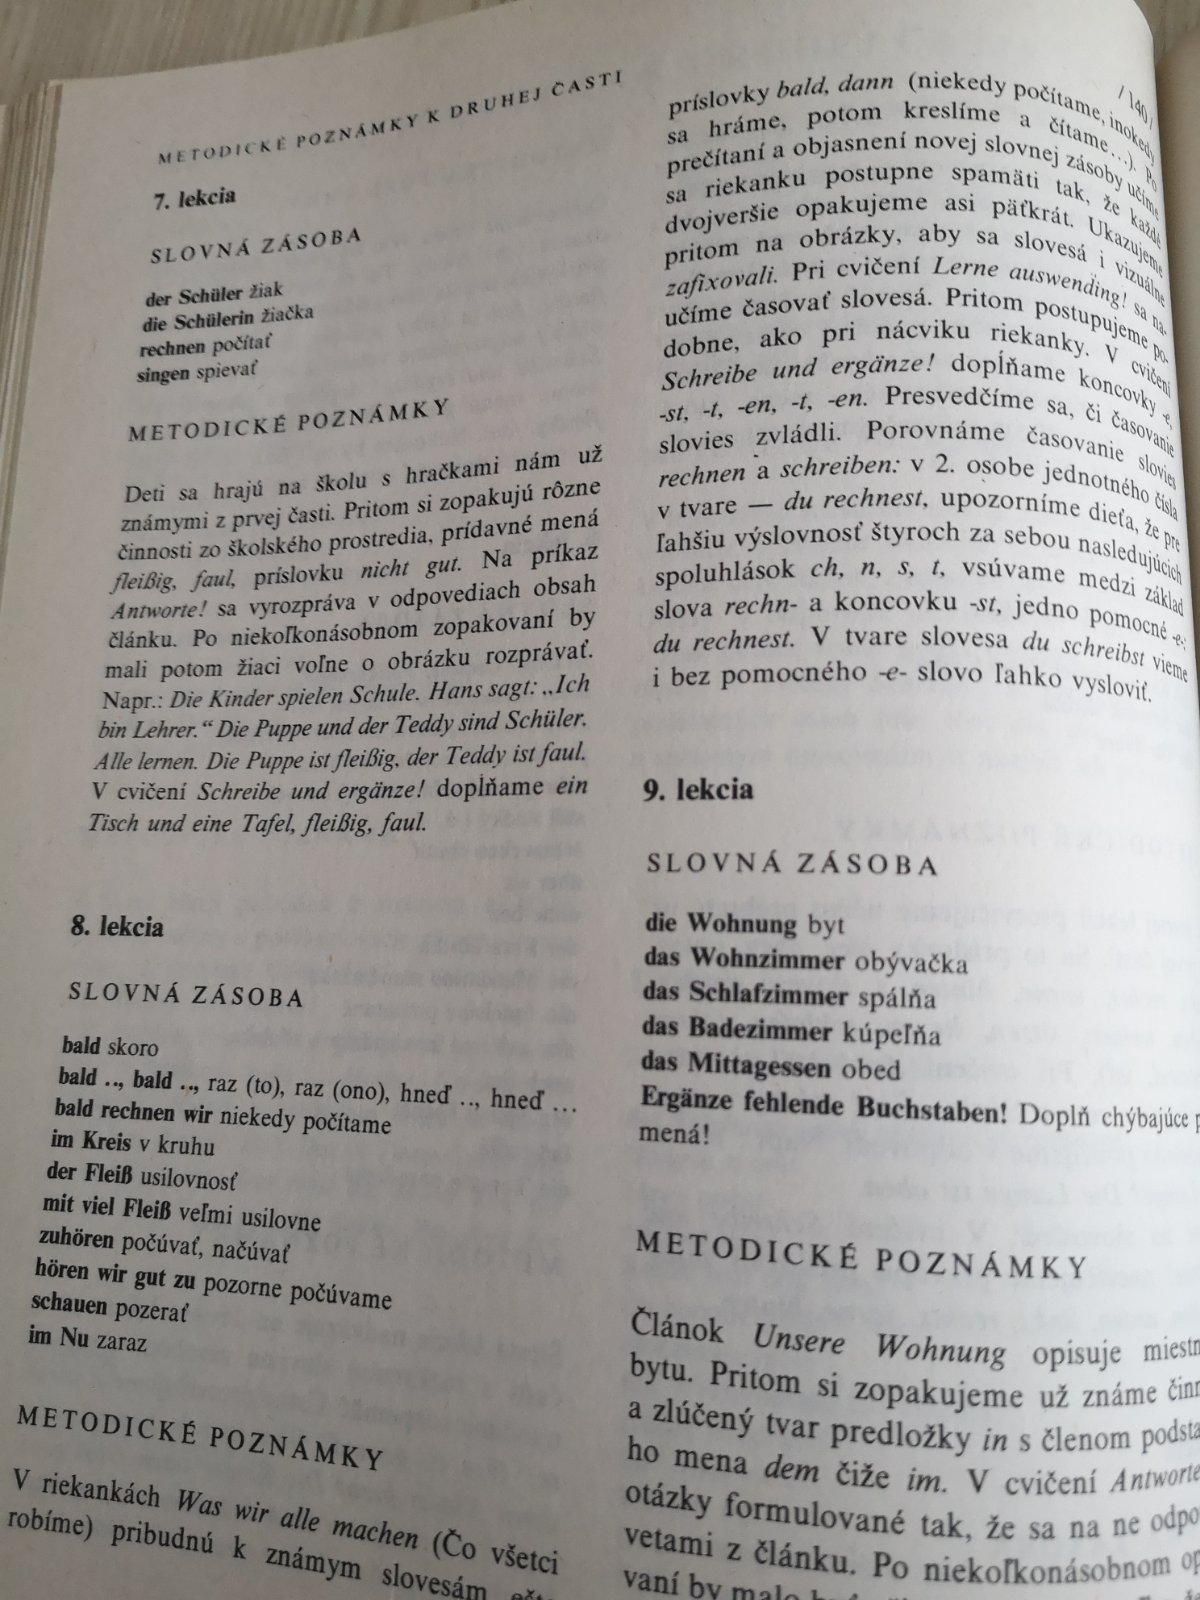 METODICKÉ POZNÁMKY K DRUHEJ ČASTI
7. lekcia
SLOVNÁ ZÁSOBA
der Schüler žiak
die Schülerin žiačka
rechnen počítať
singen spievať
METODICKÉ POZNÁMKY
Deti sa hrajú na školu s hračkami nám už
známymi z prvej časti. Pritom si zopakujú rôzne
činnosti zo školského prostredia, prídavné mená
fleißig, faul, príslovku nicht gut. Na príkaz
Antworte! sa vyrozpráva v odpovediach obsah
článku. Po niekoľkonásobnom zopakovaní by
mali potom žiaci voľne o obrázku rozprávať.
Napr.: Die Kinder spielen Schule. Hans sagt: „Ich
bin Lehrer.“ Die Puppe und der Teddy sind Schüler.
Alle lernen. Die Puppe ist fleißig, der Teddy ist faul.
V cvičení Schreibe und ergänze! dopĺňame ein
Tisch und eine Tafel, fleißig, faul.
8. lekcia
SLOVNÁ ZÁSOBA
bald skoro
bald .., bald .., raz (to), raz (ono), hneď .., hneď ...
bald rechnen wir niekedy počítame
im Kreis v kruhu
der Fleiß usilovnosť
mit viel Fleiß veľmi usilovne
zuhören počúvať, načúvať
hören wir gut zu pozorne počúvame
schauen pozerať
im Nu zaraz
METODICKÉ POZNÁMKY
V riekankách Was wir alle machen (Čo všetci
robíme) pribudnú k známym slovesám
/140/
príslovky bald, dann (niekedy počítame, inokedy
sa hráme, potom kreslíme a čítame...). Po
prečítaní a objasnení novej slovnej zásoby učíme
sa riekanku postupne spamäti tak, že každé
dvojveršie opakujeme asi päťkrát. Ukazujeme
pritom na obrázky, aby sa slovesá i vizuálne
zafixovali. Pri cvičení Lerne auswending! sa na-
učíme časovať slovesá. Pritom postupujeme po-
dobne, ako pri nácviku riekanky. V cvičení
Schreibe und ergänze! dopĺňame koncovky -e,
-st, -t, -en, -t, -en. Presvedčíme sa, či časovanie
slovies zvládli. Porovnáme časovanie slovies
rechnen a schreiben: v 2. osobe jednotného čísla
v tvare — du rechnest, upozorníme dieťa, že pre
ľahšiu výslovnosť štyroch za sebou nasledujúcich
spoluhlások ch, n, s, t, vsúvame medzi základ
slova rechn- a koncovku -st, jedno pomocné -e-:
du rechnest. V tvare slovesa du schreibst vieme
i bez pomocného -e- slovo ľahko vysloviť.
9. lekcia
SLOVNÁ ZÁSOBA
die Wohnung byt
das Wohnzimmer obývačka
das Schlafzimmer spálňa
das Badezimmer kúpeľňa
das Mittagessen obed
Ergänze fehlende Buchstaben! Doplň chýbajúce p
mená!
METODICKÉ POZNÁMKY
Článok Unsere Wohnung opisuje miestn
bytu. Pritom si zopakujeme už známe činn
a zlúčený tvar predložky in s členom podsta
ho mena dem čiže im. V cvičení Antworte
otázky formulované tak, že sa na ne odpo
vetami z článku. Po niekoľkonásobnom op
vaní by malo